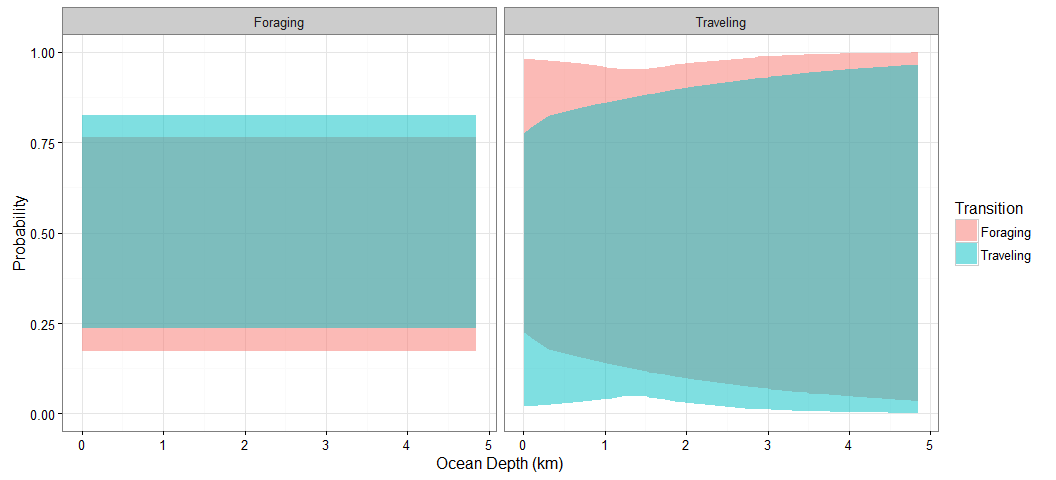 Foraging
Traveling
1.00
0.75
0.50
0.25
0.00
Probability
0 1 2 3 4 5
0 1 2 3 4 5
Ocean Depth (km)
Transition
Foraging
Traveling